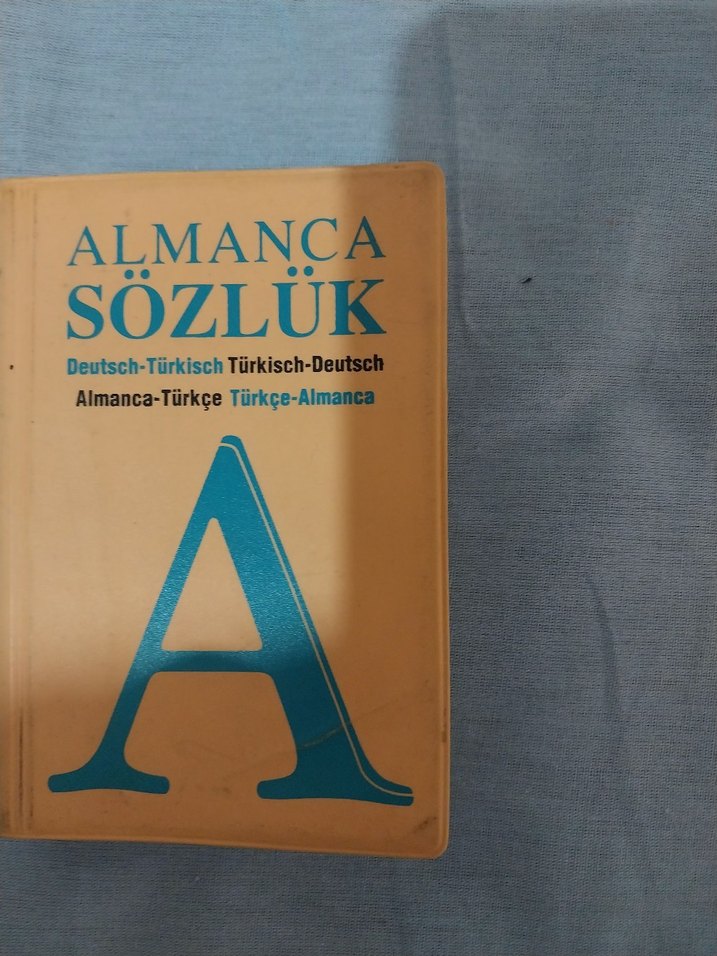 ALMANCA
SÖZLÜK
Deutsch-Türkisch Türkisch-Deutsch
Almanca-Türkçe Türkçe-Almanca
A